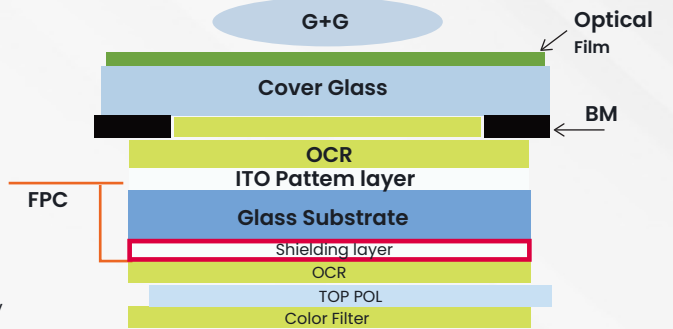 G+G
Optical
Film
Cover Glass
BM
OCR
ITO Pattem layer
FPC
Glass Substrate
Shielding layer
OCR
TOP POL
Color Filter